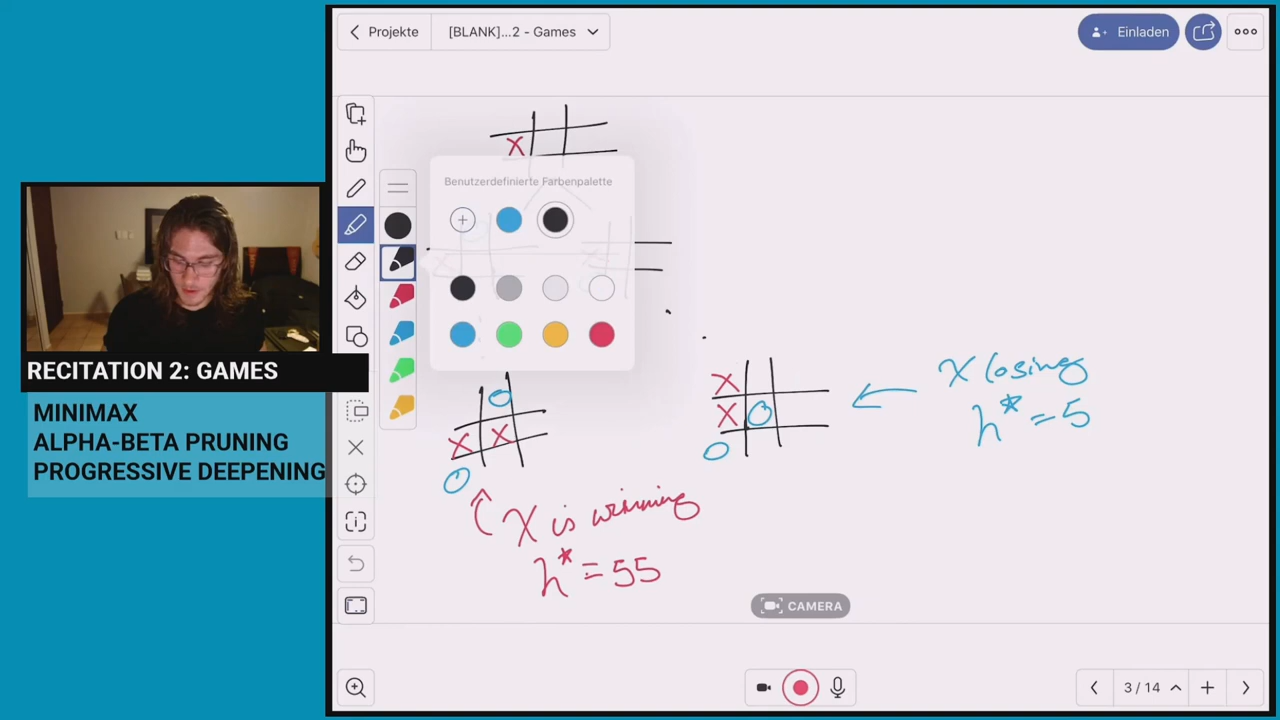 Projekte
[BLANK]...2 - Games
Einladen
X
Benutzerdefinierte Farbenpalette
RECITATION 2: GAMES
MINIMAX
ALPHA-BETA PRUNING
PROGRESSIVE DEEPENING
O
X X
O
X is winning
h* = 55
X
X O
O
X losing
h* = 5
CAMERA
3 / 14